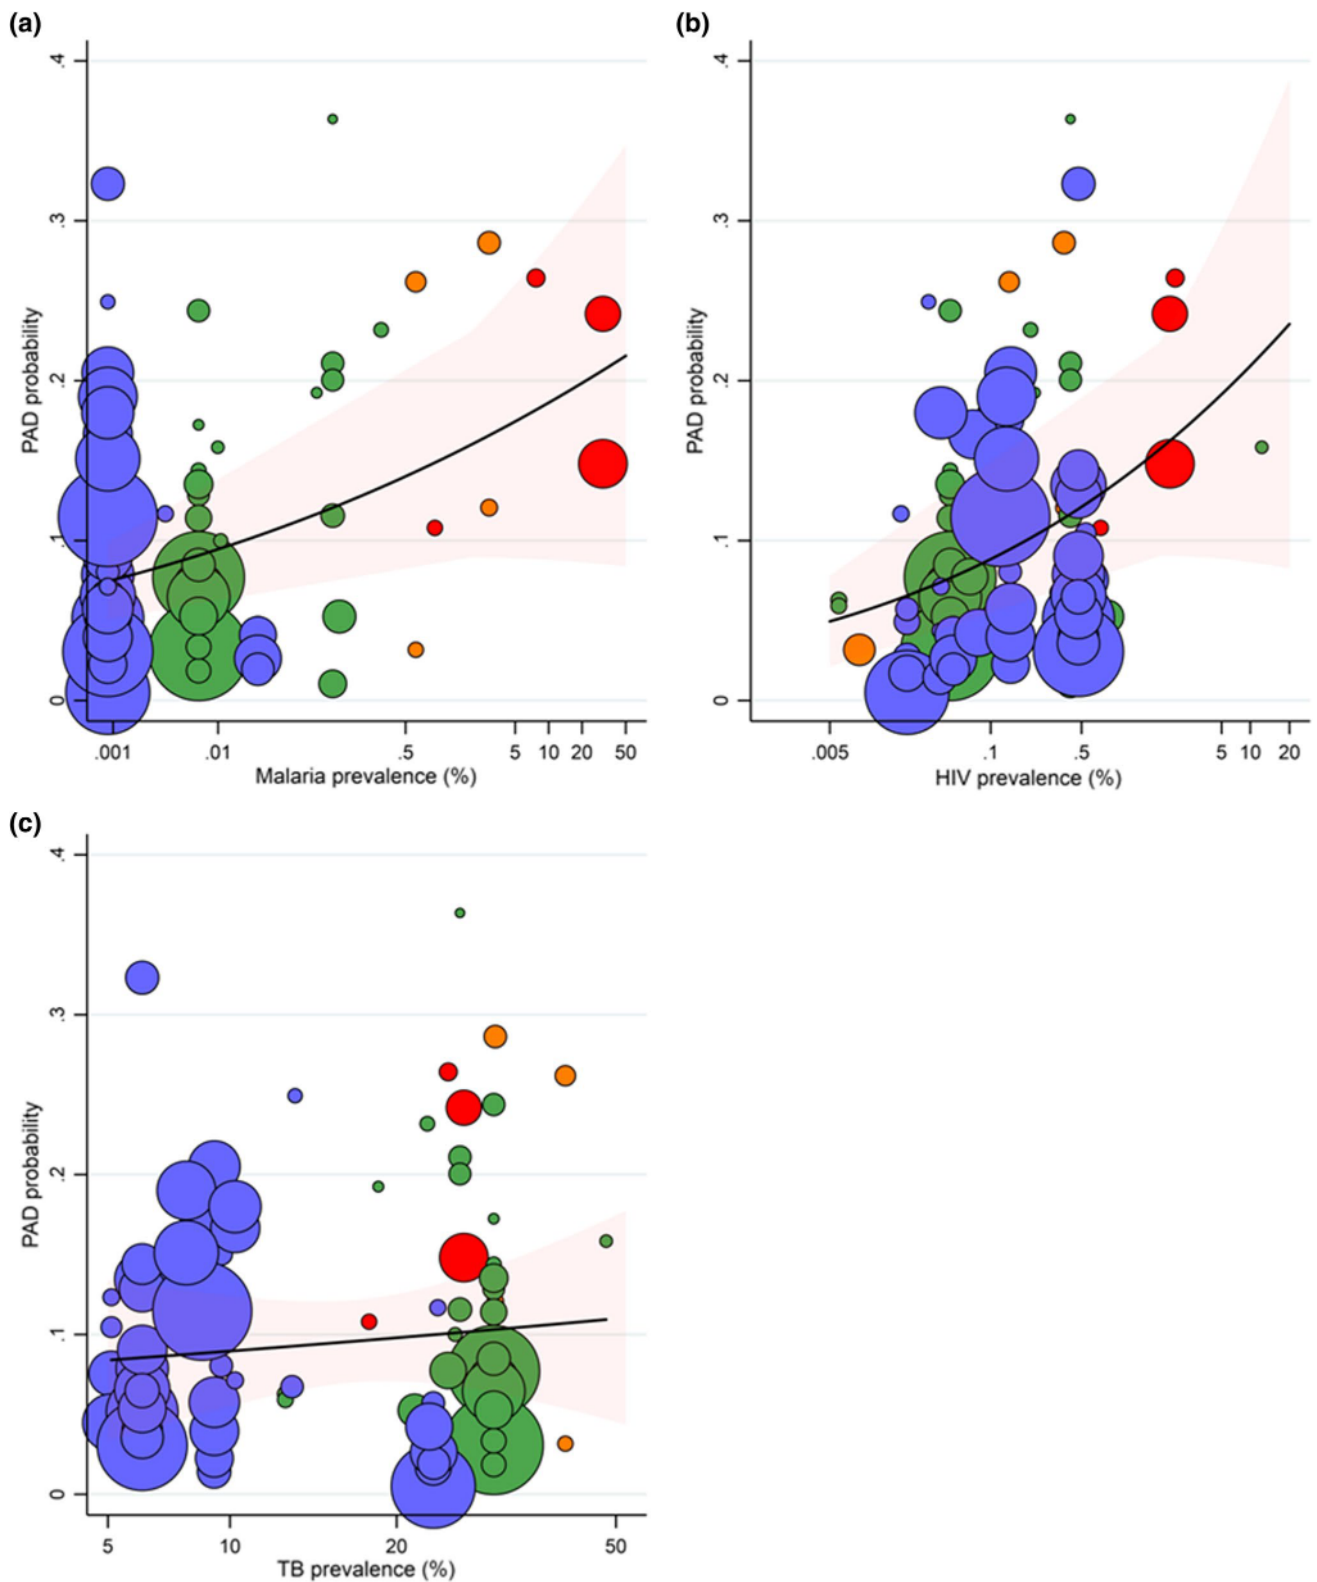 (a)
(b)
.4
.3
.2
.1
0
PAD probability
.001 .01 .5 5 10 20 50
Malaria prevalence (%)
.4
.3
.2
.1
0
PAD probability
.005 .1 .5 5 10 20
HIV prevalence (%)
(c)
.4
.3
.2
.1
0
PAD probability
5 10 20 50
TB prevalence (%)